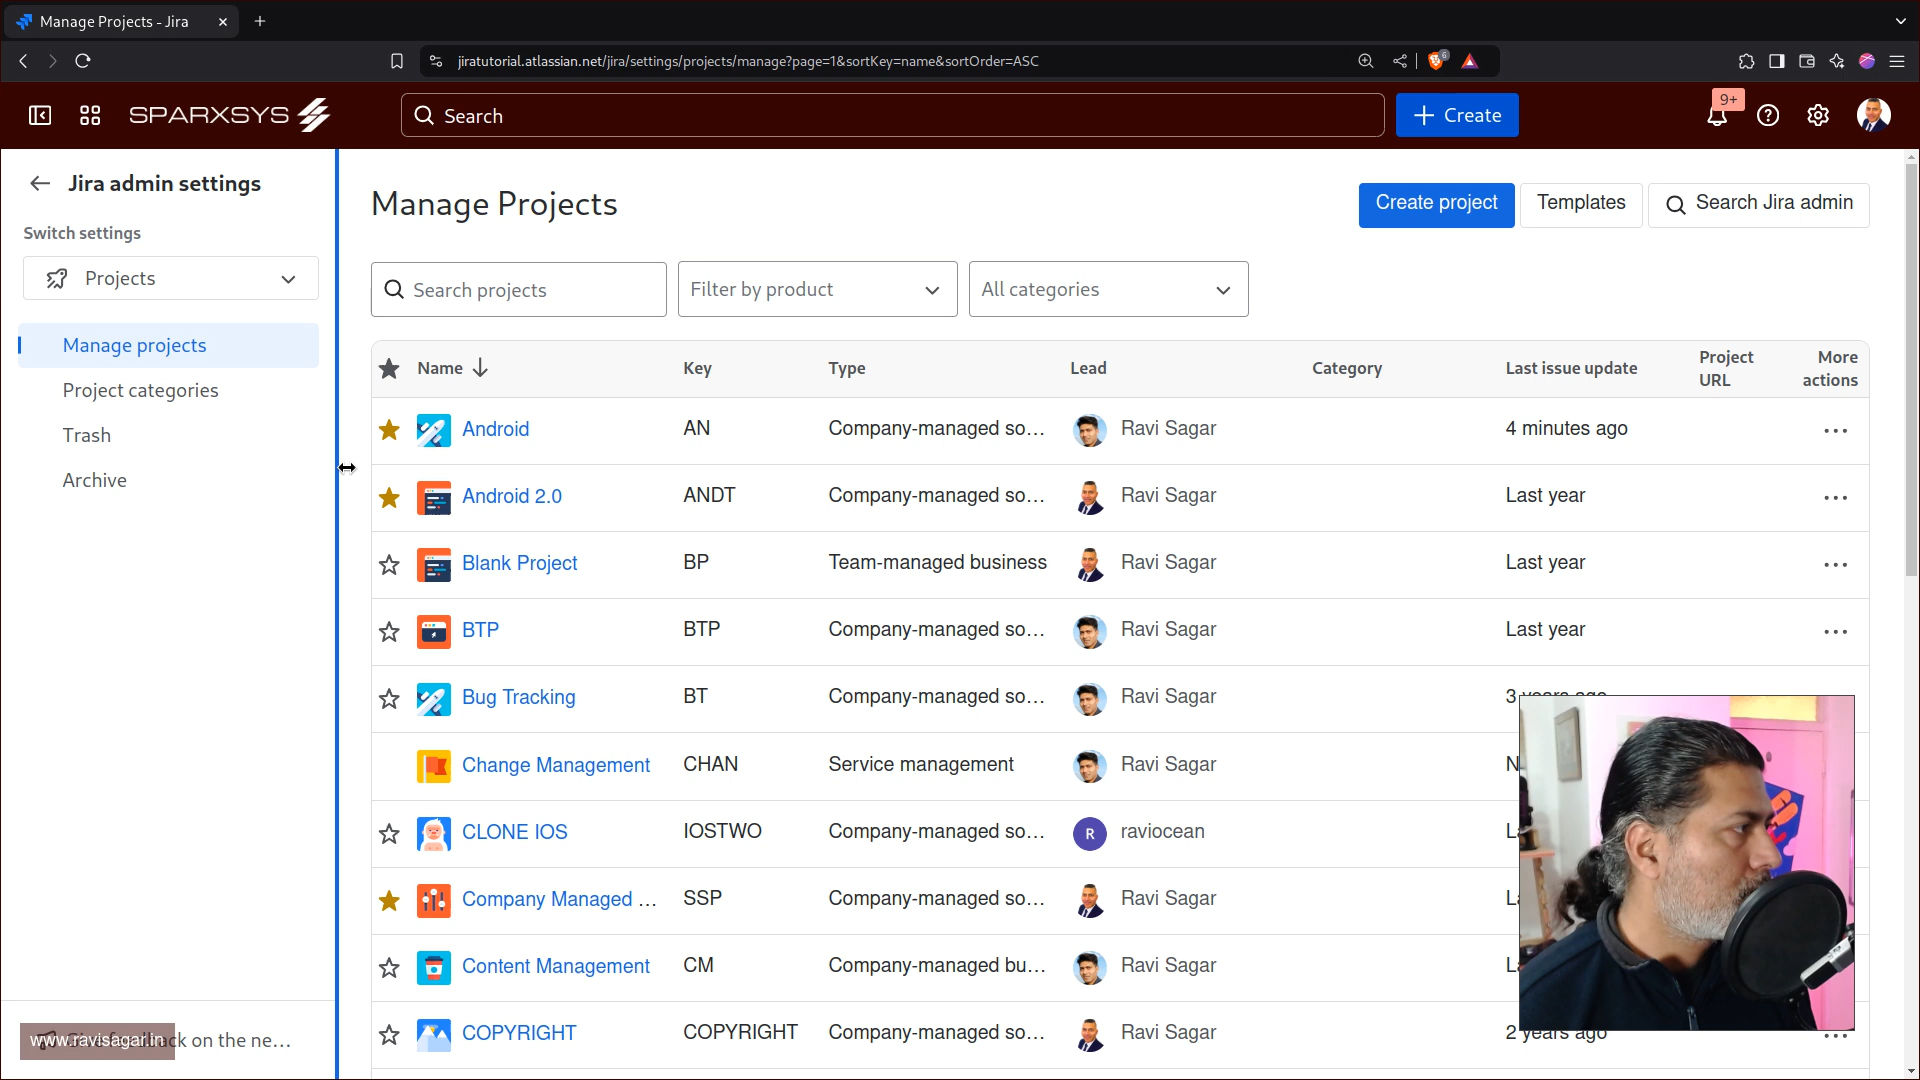 Manage Projects - Jira
jiratutorial.atlassian.net/jira/settings/projects/manage?page=1&sortKey=name&sortOrder=ASC
6
SPARXSYS
Search
Create
9+
Jira admin settings
Switch settings
Projects
Manage projects
Project categories
Trash
Archive
Manage Projects
Create project
Templates
Search Jira admin
Search projects
Filter by product
All categories
Name Key Type Lead Category Last issue update Project URL More actions
Android AN Company-managed so... Ravi Sagar 4 minutes ago
Android 2.0 ANDT Company-managed so... Ravi Sagar Last year
Blank Project BP Team-managed business Ravi Sagar Last year
BTP BTP Company-managed so... Ravi Sagar Last year
Bug Tracking BT Company-managed so... Ravi Sagar 3 years ago
Change Management CHAN Service management Ravi Sagar N
CLONE IOS IOSTWO Company-managed so... R raviocean
Company Managed ... SSP Company-managed so... Ravi Sagar
Content Management CM Company-managed bu... Ravi Sagar
COPYRIGHT COPYRIGHT Company-managed so... Ravi Sagar 2 years ago
www.ravisagar.in
on the ne...